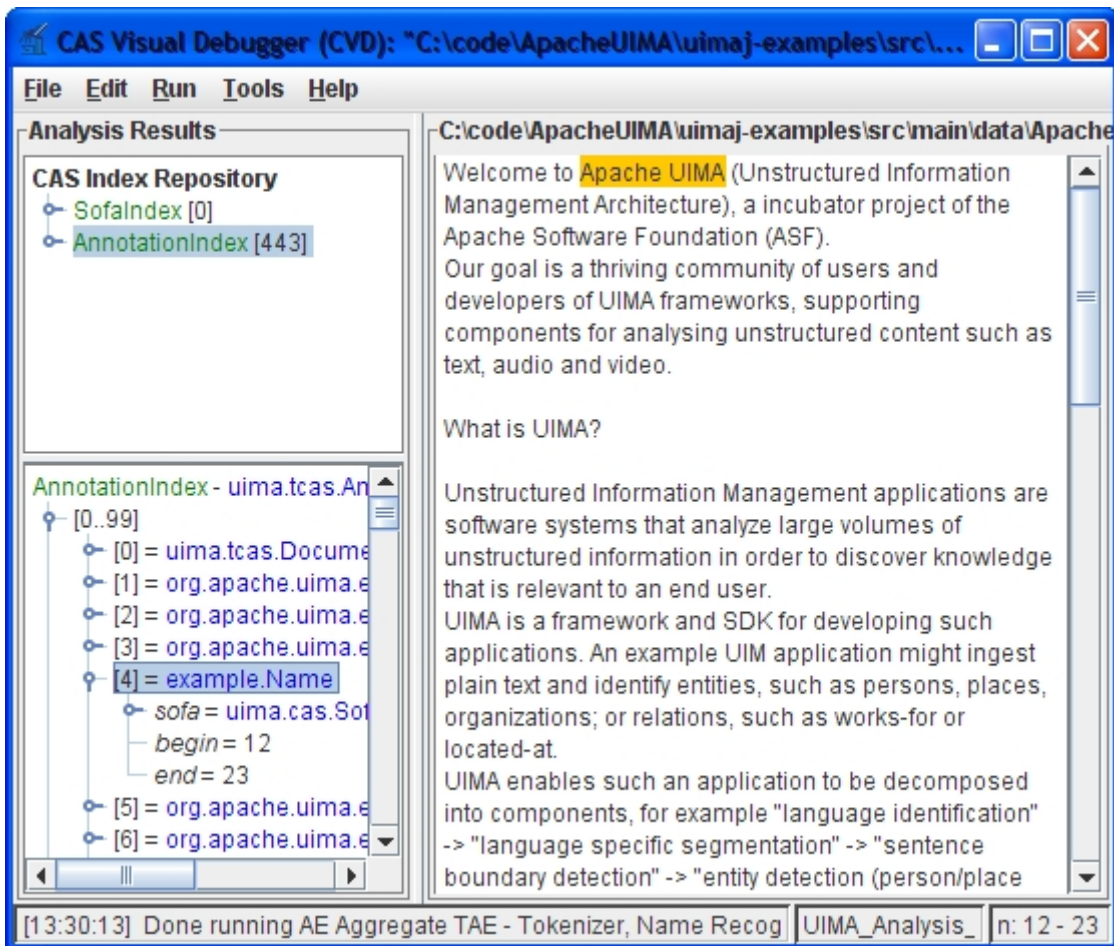 CAS Visual Debugger (CVD): "C:\code\ApacheUIMA\uimaj-examples\src\...
File Edit Run Tools Help
Analysis Results
CAS Index Repository
SofaIndex [0]
AnnotationIndex [443]
AnnotationIndex - uima.tcas.An
[0..99]
[0] = uima.tcas.Docume
[1] = org.apache.uima.e
[2] = org.apache.uima.e
[3] = org.apache.uima.e
[4] = example.Name
sofa = uima.cas.Sof
begin = 12
end = 23
[5] = org.apache.uima.e
[6] = org.apache.uima.e
C:\code\ApacheUIMA\uimaj-examples\src\main\data\Apache
Welcome to Apache UIMA (Unstructured Information
Management Architecture), a incubator project of the
Apache Software Foundation (ASF).
Our goal is a thriving community of users and
developers of UIMA frameworks, supporting
components for analysing unstructured content such as
text, audio and video.
What is UIMA?
Unstructured Information Management applications are
software systems that analyze large volumes of
unstructured information in order to discover knowledge
that is relevant to an end user.
UIMA is a framework and SDK for developing such
applications. An example UIM application might ingest
plain text and identify entities, such as persons, places,
organizations; or relations, such as works-for or
located-at.
UIMA enables such an application to be decomposed
into components, for example "language identification"
-> "language specific segmentation" -> "sentence
boundary detection" -> "entity detection (person/place
[13:30:13] Done running AE Aggregate TAE - Tokenizer, Name Recog
UIMA_Analysis_
n: 12 - 23